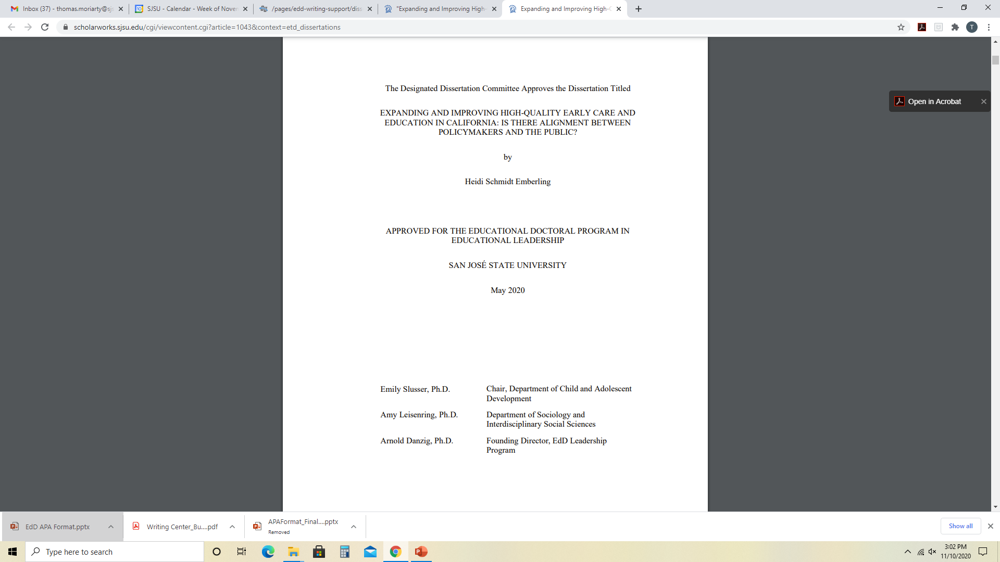 Inbox (37) - thomas.moriarty@sjs
SJSU - Calendar - Week of Novem
/pages/edd-writing-support/diss
"Expanding and Improving High-
Expanding and Improving High-C
scholarworks.sjsu.edu/cgi/viewcontent.cgi?article=1043&context=etd_dissertations
T
The Designated Dissertation Committee Approves the Dissertation Titled
Open in Acrobat
EXPANDING AND IMPROVING HIGH-QUALITY EARLY CARE AND
EDUCATION IN CALIFORNIA: IS THERE ALIGNMENT BETWEEN
POLICYMAKERS AND THE PUBLIC?
by
Heidi Schmidt Emberling
APPROVED FOR THE EDUCATIONAL DOCTORAL PROGRAM IN
EDUCATIONAL LEADERSHIP
SAN JOSÉ STATE UNIVERSITY
May 2020
Emily Slusser, Ph.D.
Chair, Department of Child and Adolescent
Development
Amy Leisenring, Ph.D.
Department of Sociology and
Interdisciplinary Social Sciences
Arnold Danzig, Ph.D.
Founding Director, EdD Leadership
Program
EdD APA Format.pptx
Writing Center_Bu....pdf
APAFormat_Final....pptx
Removed
Show all
Type here to search
3:02 PM
11/10/2020